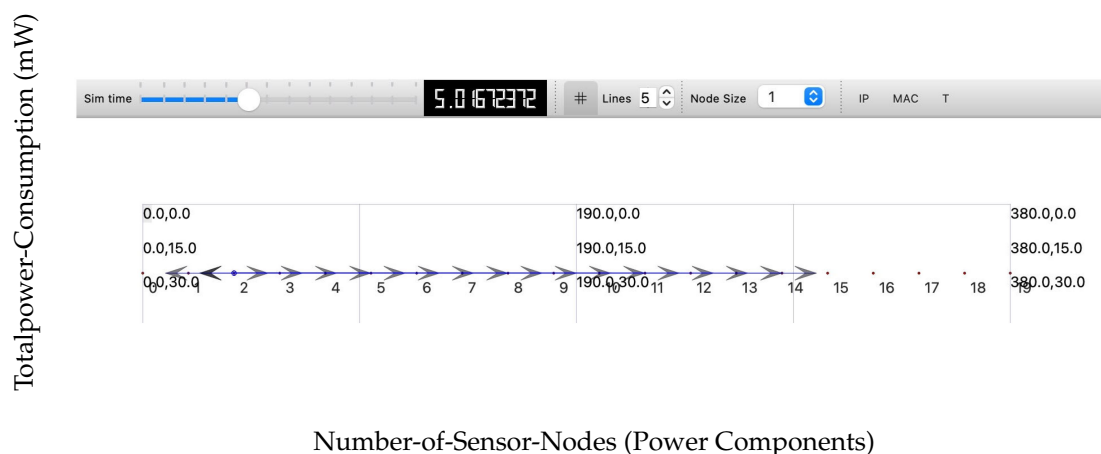 Totalpower-Consumption (mW)
Sim time 5.01672372 # Lines 5 Node Size 1 IP MAC T
0.0,0.0 190.0,0.0 380.0,0.0
0.0,15.0 190.0,15.0 380.0,15.0
0.0,30.0 190.0,30.0 380.0,30.0
0 1 2 3 4 5 6 7 8 9 10 11 12 13 14 15 16 17 18 19
Number-of-Sensor-Nodes (Power Components)